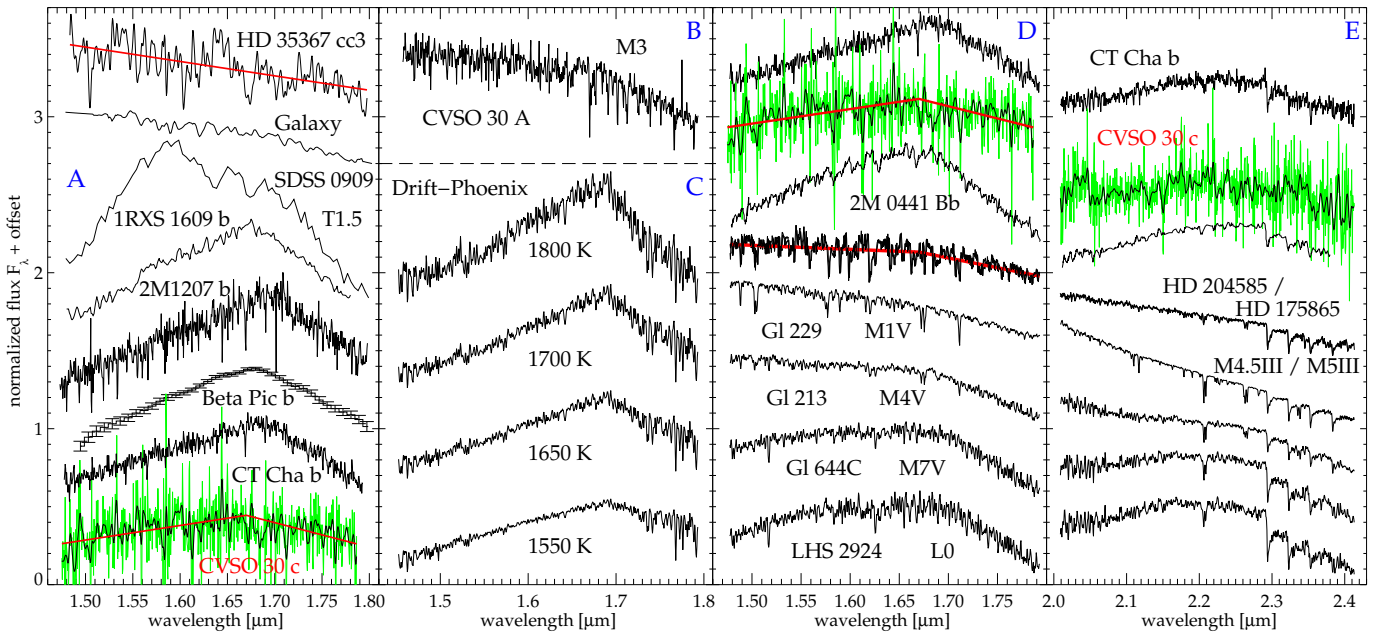 normalized flux Fλ + offset
3
2
1
0
A
HD 35367 cc3
Galaxy
SDSS 0909
T1.5
1RXS 1609 b
2M1207 b
Beta Pic b
CT Cha b
CVSO 30 c
1.50 1.55 1.60 1.65 1.70 1.75 1.80
wavelength [μm]
B
M3
CVSO 30 A
C
Drift−Phoenix
1800 K
1700 K
1650 K
1550 K
1.5 1.6 1.7 1.8
wavelength [μm]
D
2M 0441 Bb
Gl 229 M1V
Gl 213 M4V
Gl 644C M7V
LHS 2924 L0
1.50 1.55 1.60 1.65 1.70 1.75
wavelength [μm]
E
CT Cha b
CVSO 30 c
HD 204585 /
HD 175865
M4.5III / M5III
2.0 2.1 2.2 2.3 2.4
wavelength [μm]